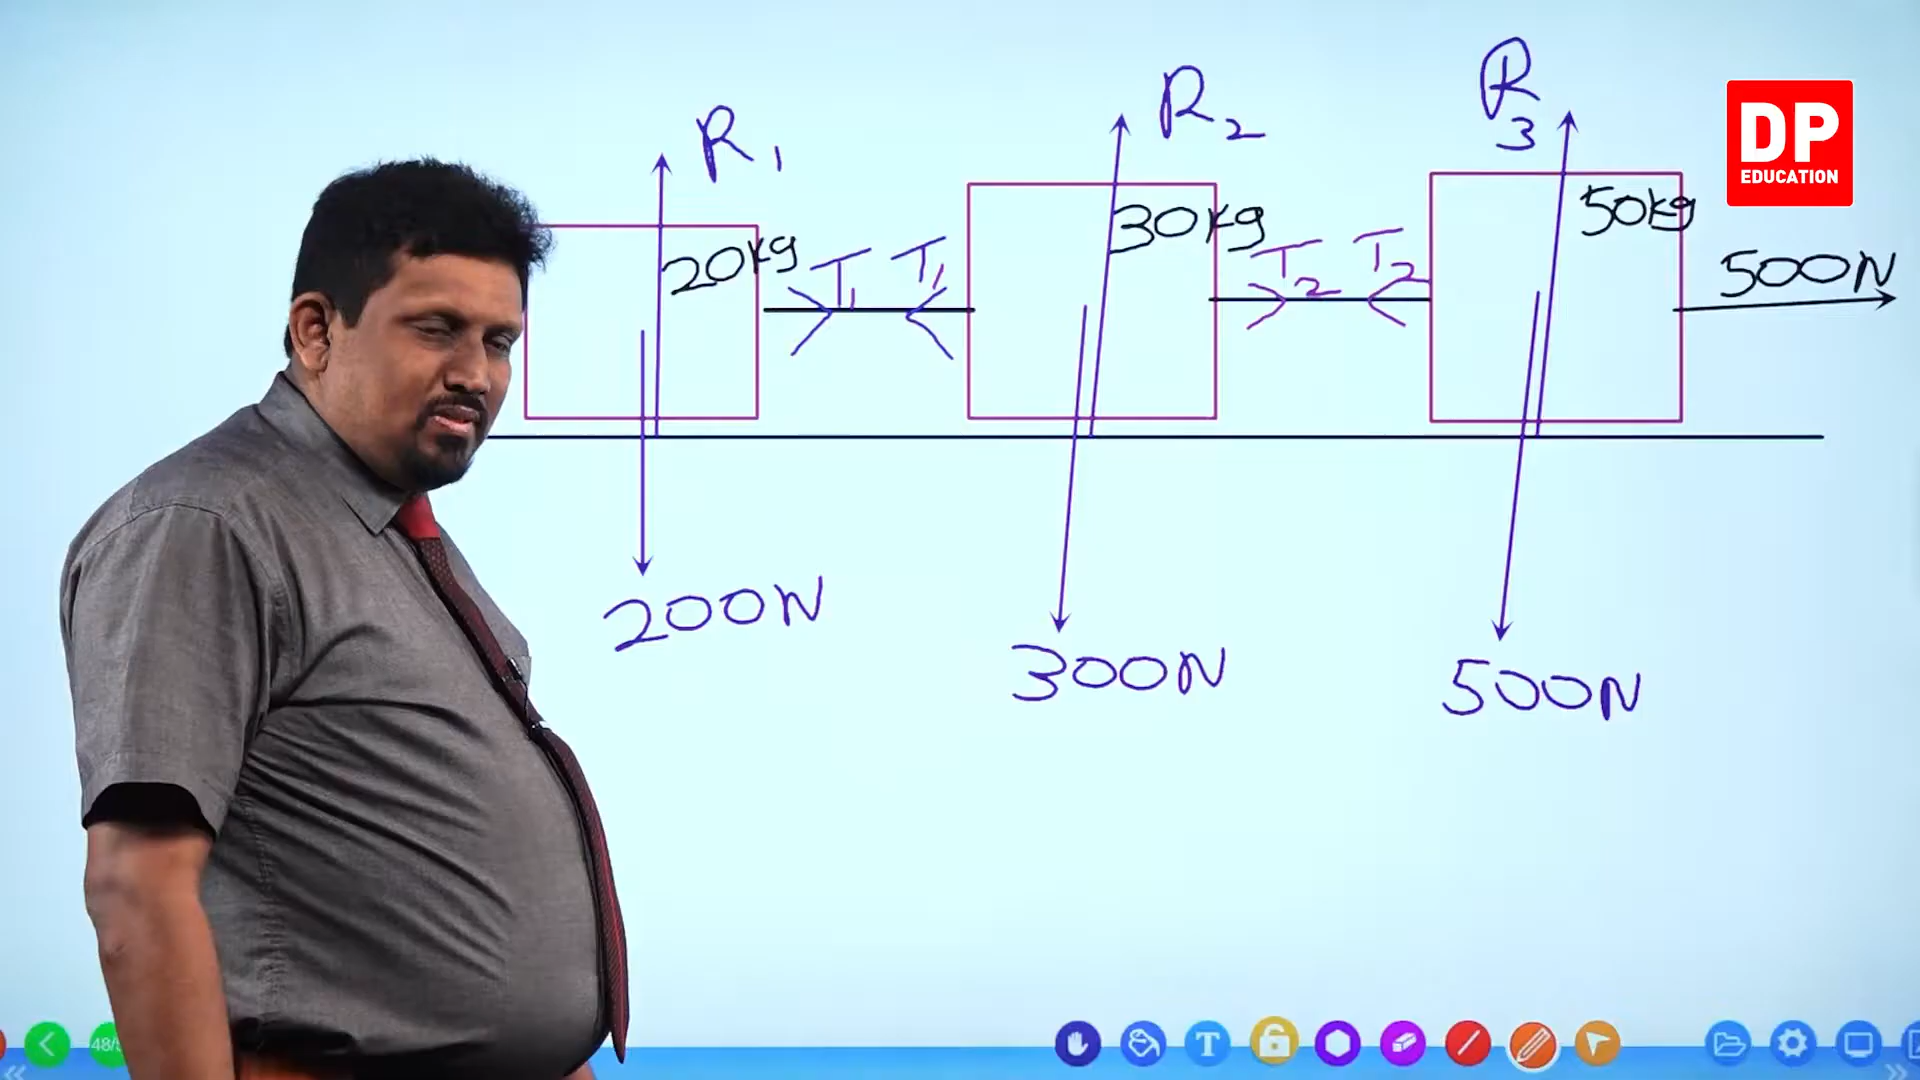 R₁
R₂
R₃
DP
EDUCATION
20kg
T₁
T₁
30kg
T₂
T₂
50kg
500N
200N
300N
500N
T